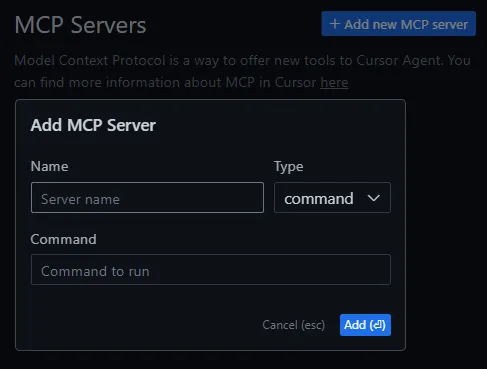 MCP Servers
+ Add new MCP server
Model Context Protocol is a way to offer new tools to Cursor Agent. You
can find more information about MCP in Cursor here
Add MCP Server
Name
Type
Server name
command
Command
Command to run
Cancel (esc)
Add (⏎)